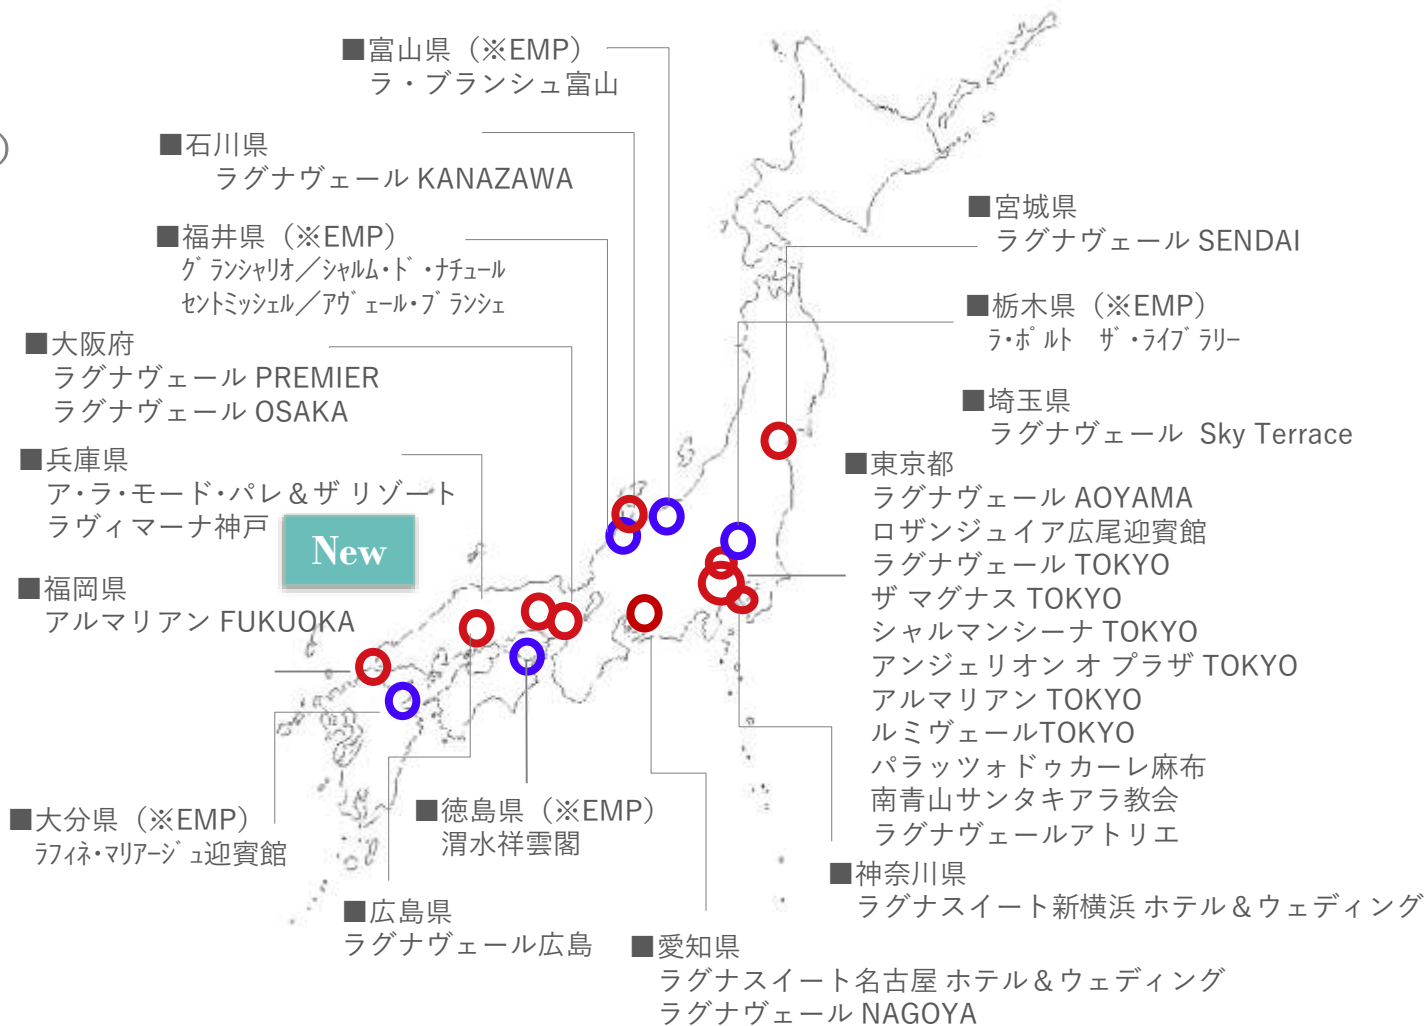 ■富山県（※EMP）
ラ・ブランシュ富山
■石川県
ラグナヴェール KANAZAWA
■福井県（※EMP）
ｸﾞﾗﾝｼｬﾘｵ／ｼｬﾙﾑ・ﾄﾞ・ﾅﾁｭｰﾙ
ｾﾝﾄﾐｯｼｪﾙ／ｱｳﾞｪｰﾙ・ﾌﾞﾗﾝｼｪ
■大阪府
ラグナヴェール PREMIER
ラグナヴェール OSAKA
■兵庫県
ア・ラ・モード・パレ＆ザ リゾート
ラヴィマーナ神戸
New
■福岡県
アルマリアン FUKUOKA
■大分県（※EMP）
ﾗﾌｨﾈ・ﾏﾘｱｰｼﾞｭ迎賓館
■広島県
ラグナヴェール広島
■徳島県（※EMP）
渭水祥雲閣
■愛知県
ラグナスイート名古屋 ホテル＆ウェディング
ラグナヴェール NAGOYA
■宮城県
ラグナヴェール SENDAI
■栃木県（※EMP）
ﾗ・ﾎﾟﾙﾄ　ｻﾞ・ﾗｲﾌﾞﾗﾘｰ
■埼玉県
ラグナヴェール Sky Terrace
■東京都
ラグナヴェール AOYAMA
ロザンジュイア広尾迎賓館
ラグナヴェール TOKYO
ザ マグナス TOKYO
シャルマンシーナ TOKYO
アンジェリオン オ プラザ TOKYO
アルマリアン TOKYO
ルミヴェールTOKYO
パラッツォドゥカーレ麻布
南青山サンタキアラ教会
ラグナヴェールアトリエ
■神奈川県
ラグナスイート新横浜 ホテル＆ウェディング